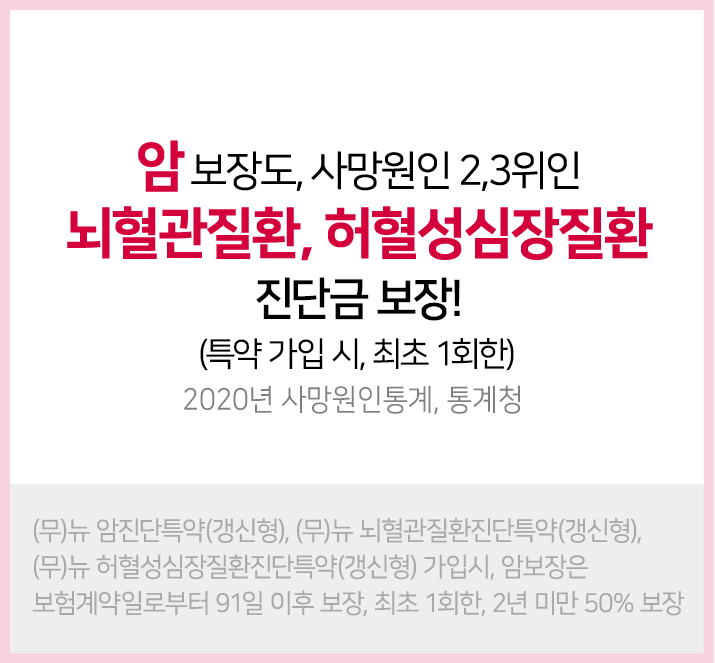 암 보장도, 사망원인 2,3위인
뇌혈관질환, 허혈성심장질환
진단금 보장!
(특약 가입 시, 최초 1회한)
2020년 사망원인통계, 통계청
(무)뉴 암진단특약(갱신형), (무)뉴 뇌혈관질환진단특약(갱신형),
(무)뉴 허혈성심장질환진단특약(갱신형) 가입시, 암보장은
보험계약일로부터 91일 이후 보장, 최초 1회한, 2년 미만 50% 보장